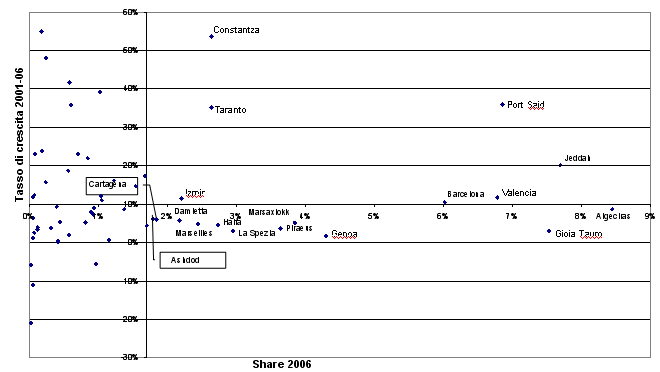 60%
Constantza
50%
40%
Taranto
Port Said
30%
20%
Jeddah
Cartagena
Izmir
Barcelona
Valencia
10%
Damietta
Marsaxlokk
Algeciras
0% 1% 2% 3% 4% 5% 6% 7% 8% 9%
Marseilles
Haifa
La Spezia
Piraeus
Genoa
Gioia Tauro
0%
Ashdod
-10%
-20%
-30%
Tasso di crescita 2001-06
Share 2006